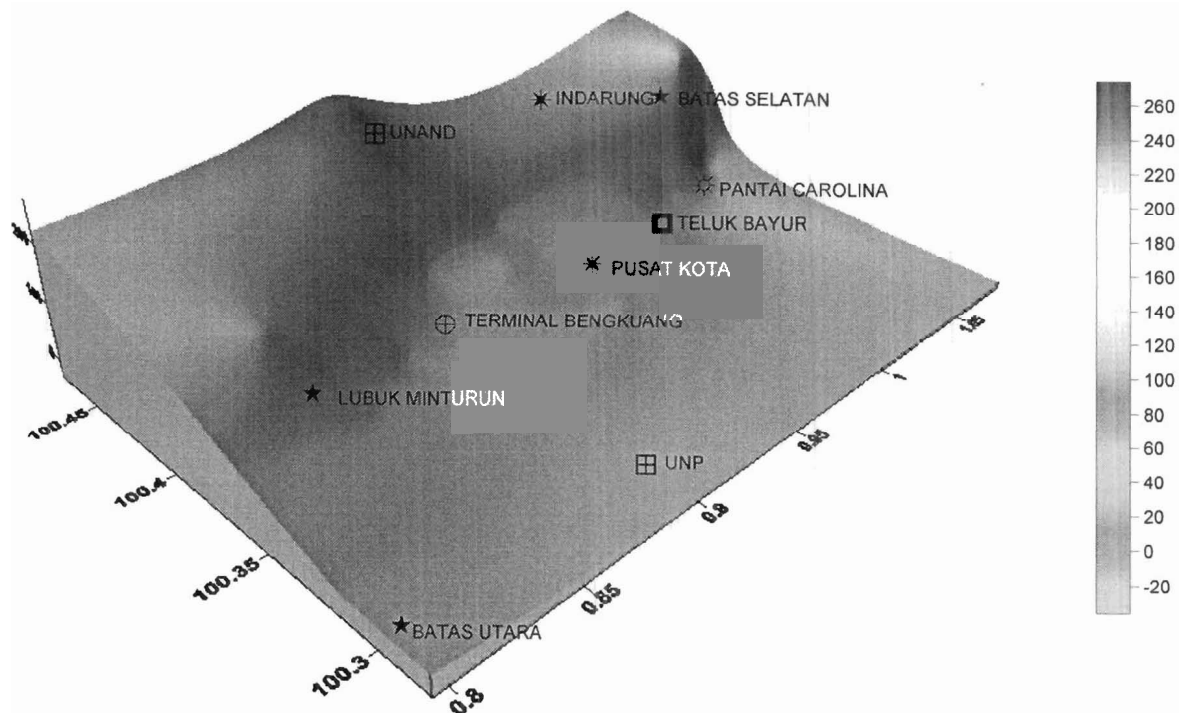 INDARUNG
BATAS SELATAN
UNAND
PANTAI CAROLINA
TELUK BAYUR
PUSAT KOTA
TERMINAL BENGKUANG
LUBUK MINTURUN
UNP
BATAS UTARA
100.45
100.4
100.35
100.3
0.8
0.85
0.9
0.95
1
260
240
220
200
180
160
140
120
100
80
60
40
20
0
-20